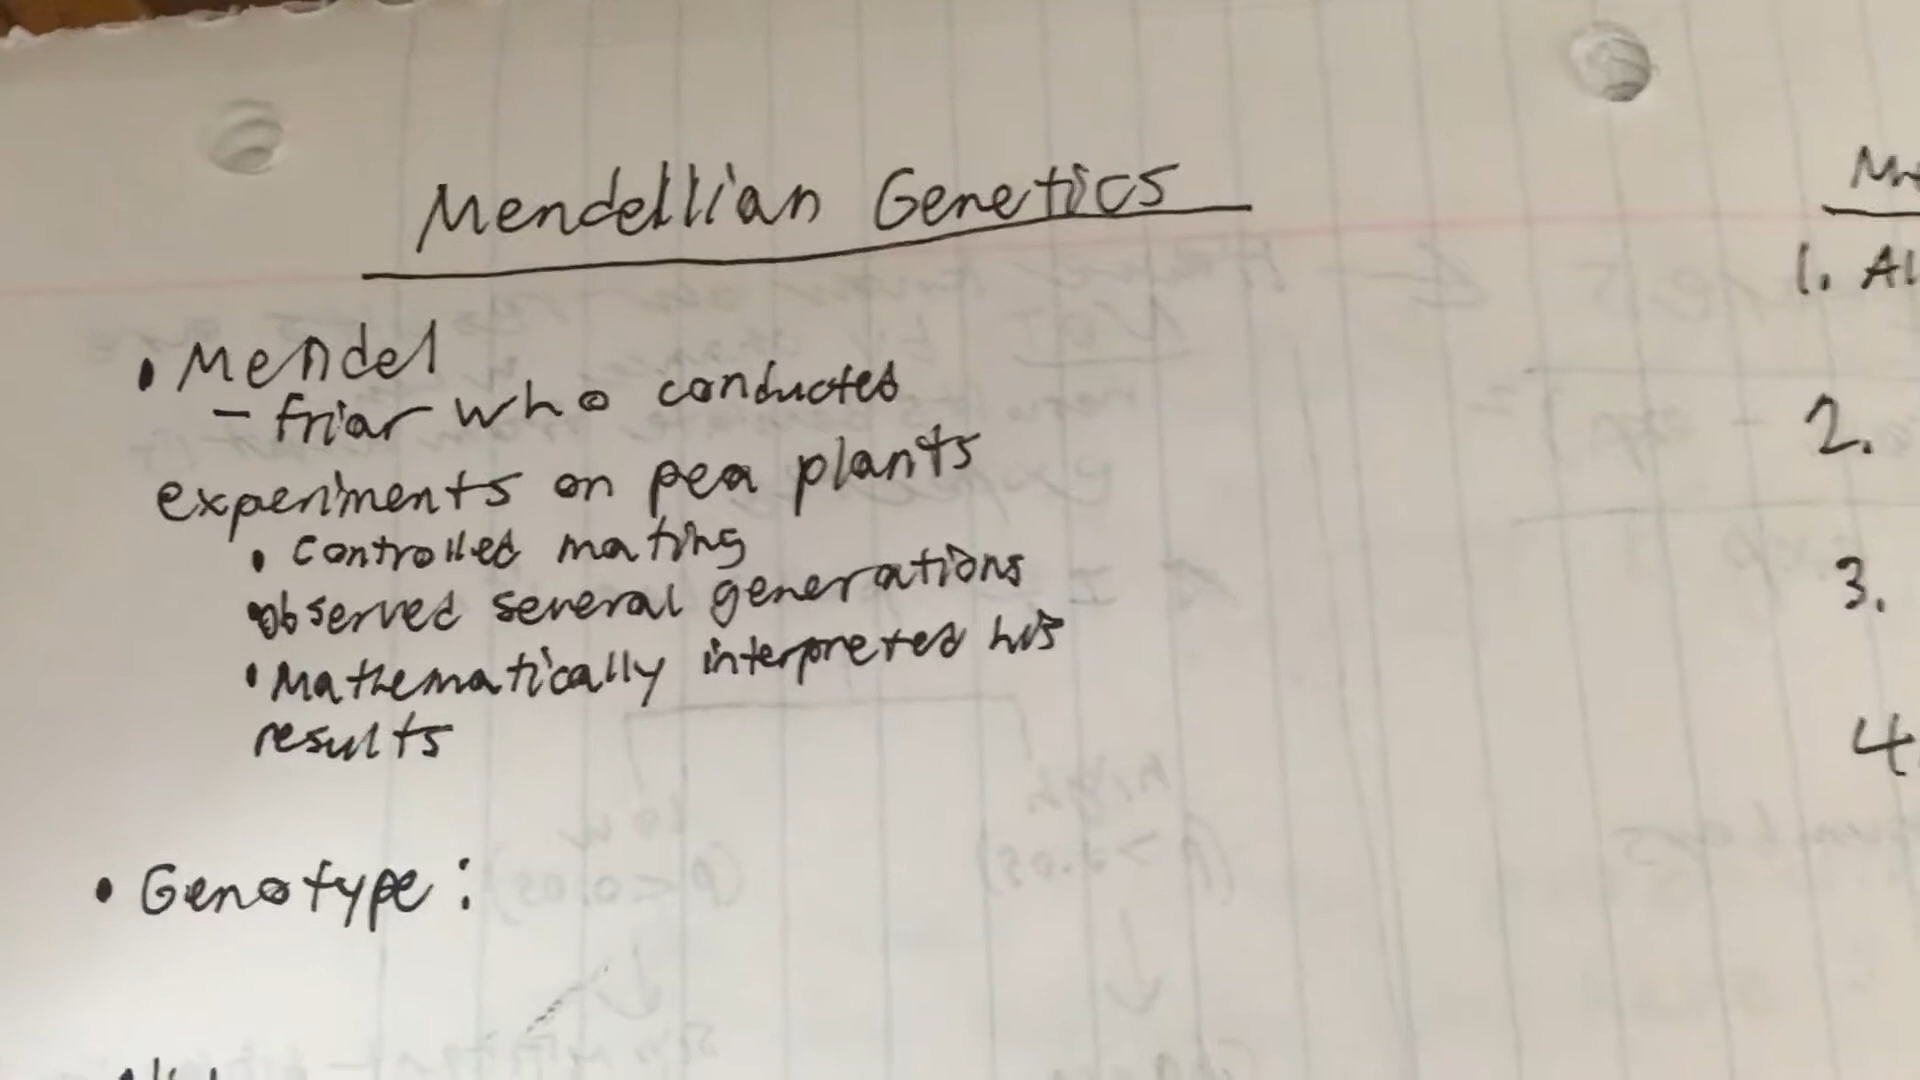 Mendellian Genetics
• Mendel
- friar who conducted
experiments on pea plants
• controlled mating
observed several generations
• Mathematically interpreted his
results
• Genotype:
1. Al
2.
3.
4.